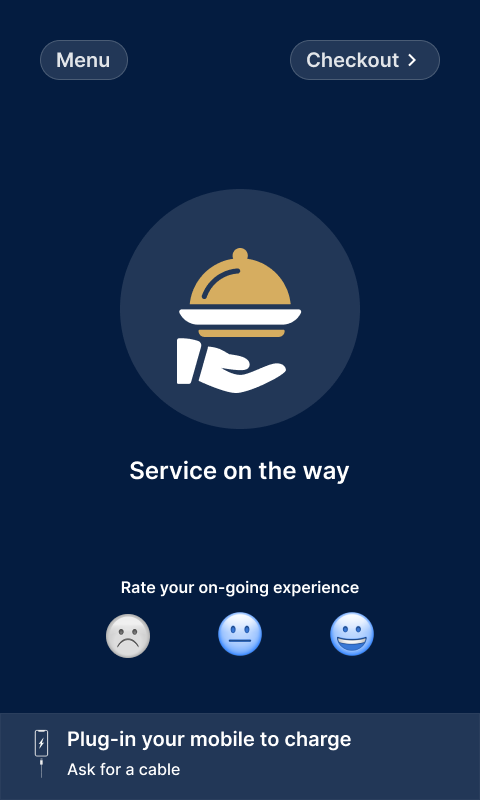 Menu
Checkout
Service on the way
Rate your on-going experience
Plug-in your mobile to charge
Ask for a cable